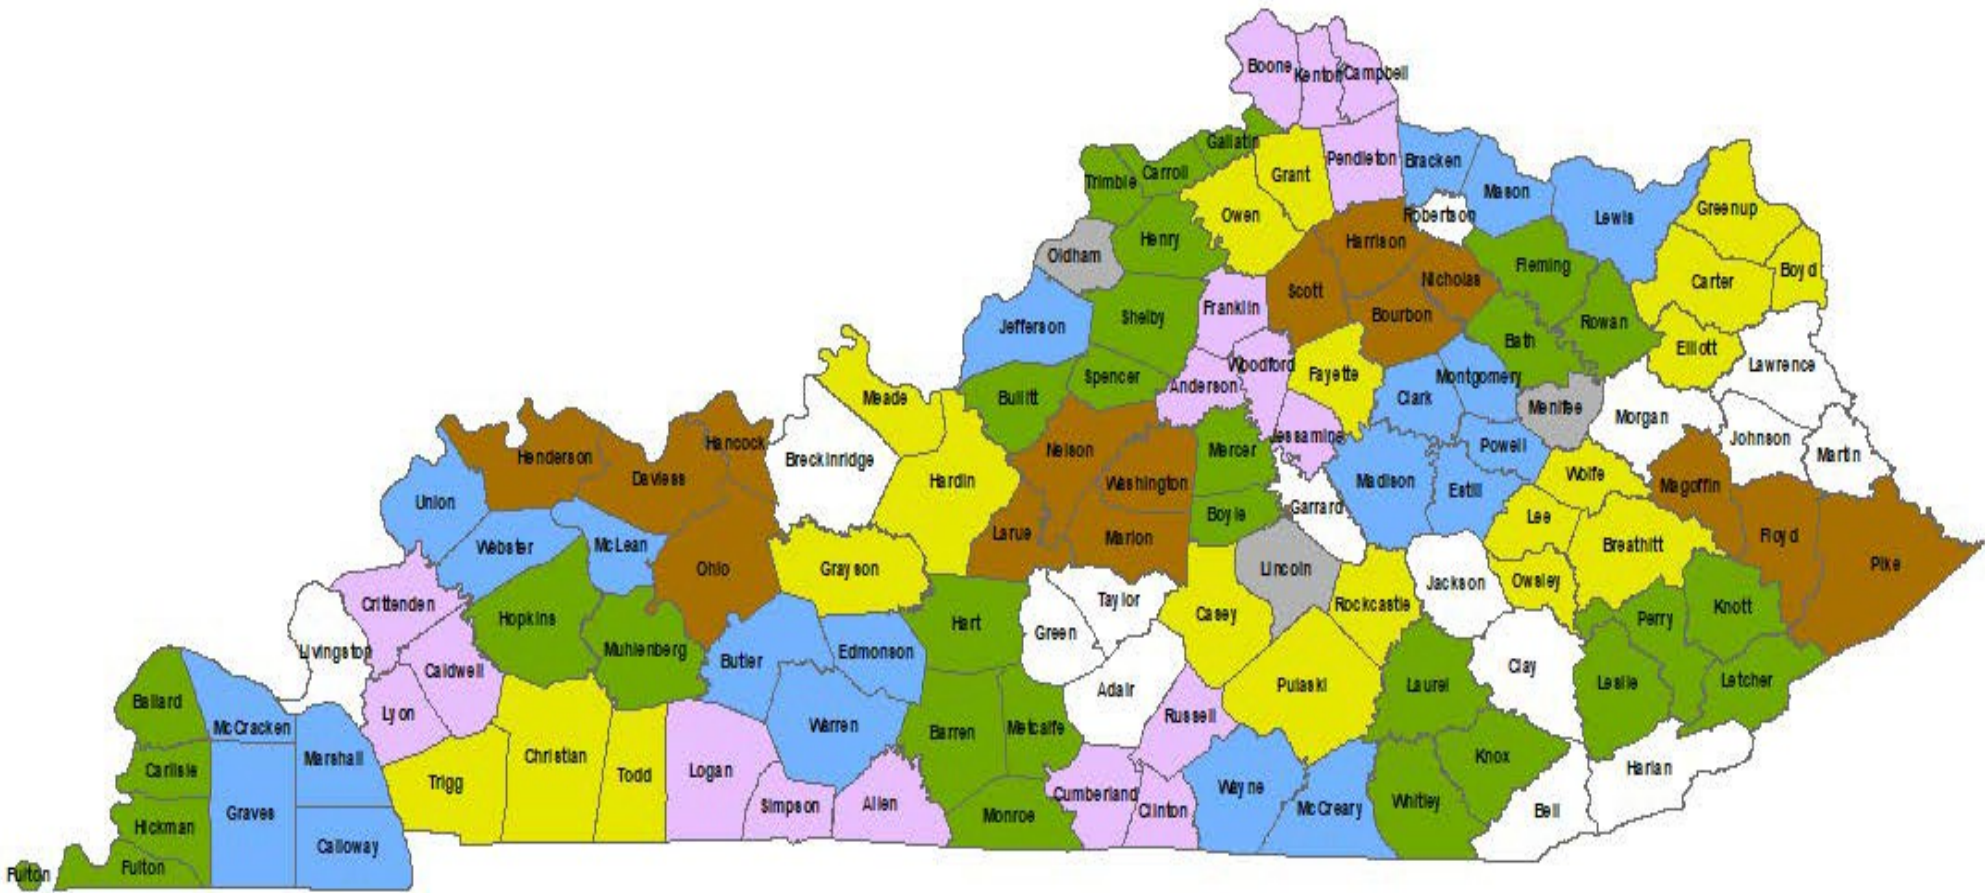 Boone
Kenton
Campbell
Gallatin
Carroll
Trimble
Grant
Pendleton
Bracken
Mason
Lewis
Greenup
Owen
Robertson
Henry
Oldham
Harrison
Fleming
Carter
Boyd
Nicholas
Scott
Franklin
Bourbon
Shelby
Jefferson
Rowan
Bath
Elliott
Lawrence
Woodford
Fayette
Spencer
Anderson
Montgomery
Clark
Menifee
Morgan
Bullitt
Meade
Johnson
Jessamine
Hancock
Nelson
Mercer
Powell
Martin
Henderson
Breckinridge
Daviess
Hardin
Washington
Madison
Estill
Wolfe
Magoffin
Union
Garrard
Boyle
Lee
Larue
Marion
Floyd
Webster
McLean
Breathitt
Pike
Ohio
Grayson
Lincoln
Jackson
Owsley
Crittenden
Taylor
Rockcastle
Hopkins
Hart
Green
Casey
Perry
Knott
Livingston
Muhlenberg
Butler
Edmonson
Caldwell
Clay
Adair
Pulaski
Laurel
Leslie
Letcher
Ballard
Lyon
Russell
McCracken
Warren
Barren
Metcalfe
Marshall
Carlisle
Christian
Todd
Logan
Knox
Harlan
Trigg
Wayne
Cumberland
Simpson
Allen
Clinton
McCreary
Whitley
Bell
Graves
Monroe
Hickman
Calloway
Fulton
Fulton